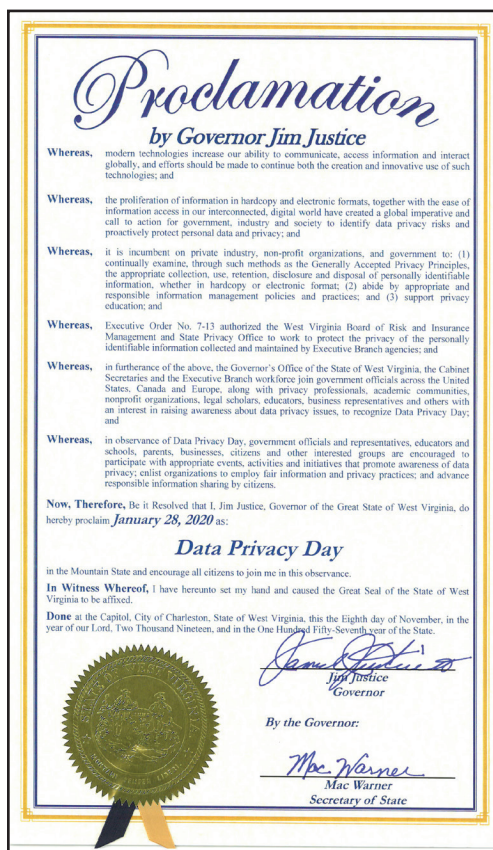 Proclamation
by Governor Jim Justice
Whereas, modern technologies increase our ability to communicate, access information and interact
globally, and efforts should be made to continue both the creation and innovative use of such
technologies; and
Whereas, the proliferation of information in hardcopy and electronic formats, together with the ease of
information access in our interconnected, digital world have created a global imperative and
call to action for government, industry and society to identify data privacy risks and
proactively protect personal data and privacy; and
Whereas, it is incumbent on private industry, non-profit organizations, and government to: (1)
continually examine, through such methods as the Generally Accepted Privacy Principles,
the appropriate collection, use, retention, disclosure and disposal of personally identifiable
information, whether in hardcopy or electronic format; (2) abide by appropriate and
responsible information management policies and practices; and (3) support privacy
education; and
Whereas, Executive Order No. 7-13 authorized the West Virginia Board of Risk and Insurance
Management and State Privacy Office to work to protect the privacy of the personally
identifiable information collected and maintained by Executive Branch agencies; and
Whereas, in furtherance of the above, the Governor's Office of the State of West Virginia, the Cabinet
Secretaries and the Executive Branch workforce join government officials across the United
States, Canada and Europe, along with privacy professionals, academic communities,
nonprofit organizations, legal scholars, educators, business representatives and others with
an interest in raising awareness about data privacy issues, to recognize Data Privacy Day;
and
Whereas, in observance of Data Privacy Day, government officials and representatives, educators and
schools, parents, businesses, citizens and other interested groups are encouraged to
participate with appropriate events, activities and initiatives that promote awareness of data
privacy; enlist organizations to employ fair information and privacy practices; and advance
responsible information sharing by citizens.
Now, Therefore, Be it Resolved that I, Jim Justice, Governor of the Great State of West Virginia, do
hereby proclaim January 28, 2020 as:
Data Privacy Day
in the Mountain State and encourage all citizens to join me in this observance.
In Witness Whereof, I have hereunto set my hand and caused the Great Seal of the State of West
Virginia to be affixed.
Done at the Capitol, City of Charleston, State of West Virginia, this the Eighth day of November, in the
year of our Lord, Two Thousand Nineteen, and in the One Hundred Fifty-Seventh year of the State.
Jim Justice
Governor
By the Governor:
Mac Warner
Mac Warner
Secretary of State
STATE OF WEST VIRGINIA
MONTANI SEMPER LIBERI